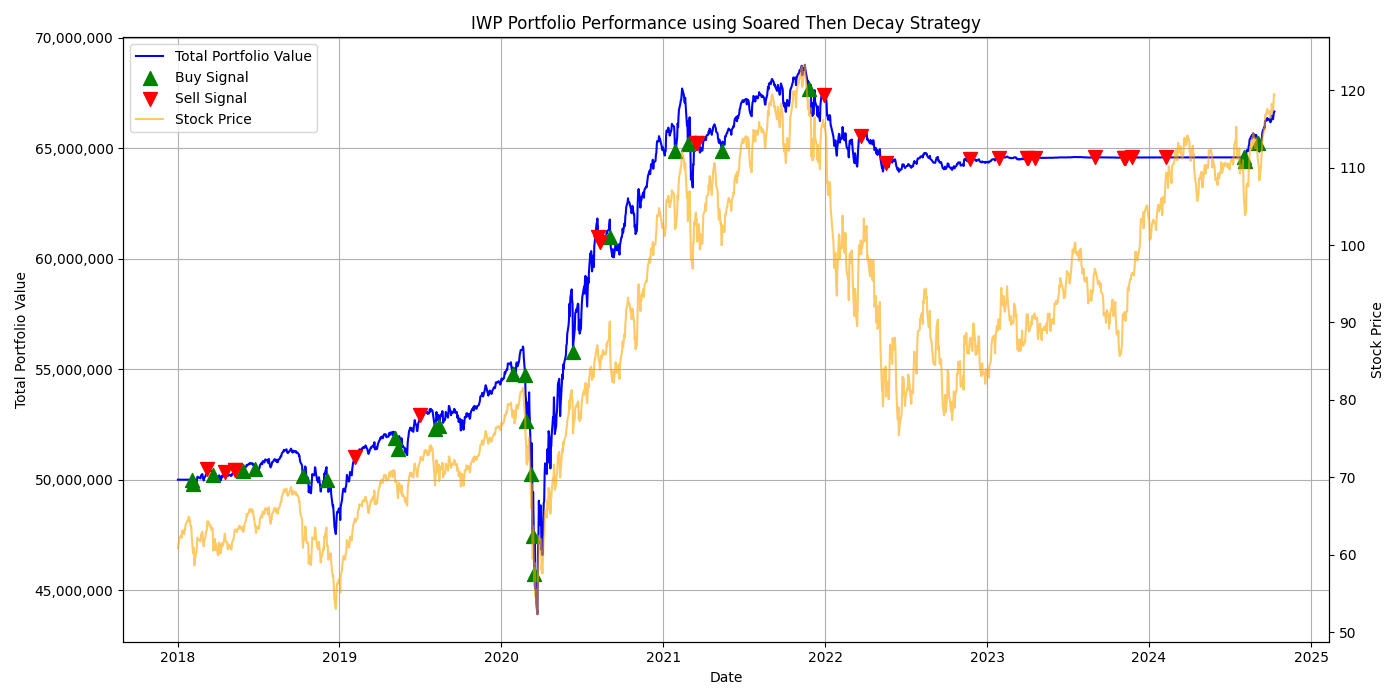 IWP Portfolio Performance using Soared Then Decay Strategy
Total Portfolio Value
Buy Signal
Sell Signal
Stock Price
70,000,000
65,000,000
60,000,000
55,000,000
50,000,000
45,000,000
Total Portfolio Value
120
110
100
90
80
70
60
50
Stock Price
2018 2019 2020 2021 2022 2023 2024 2025
Date